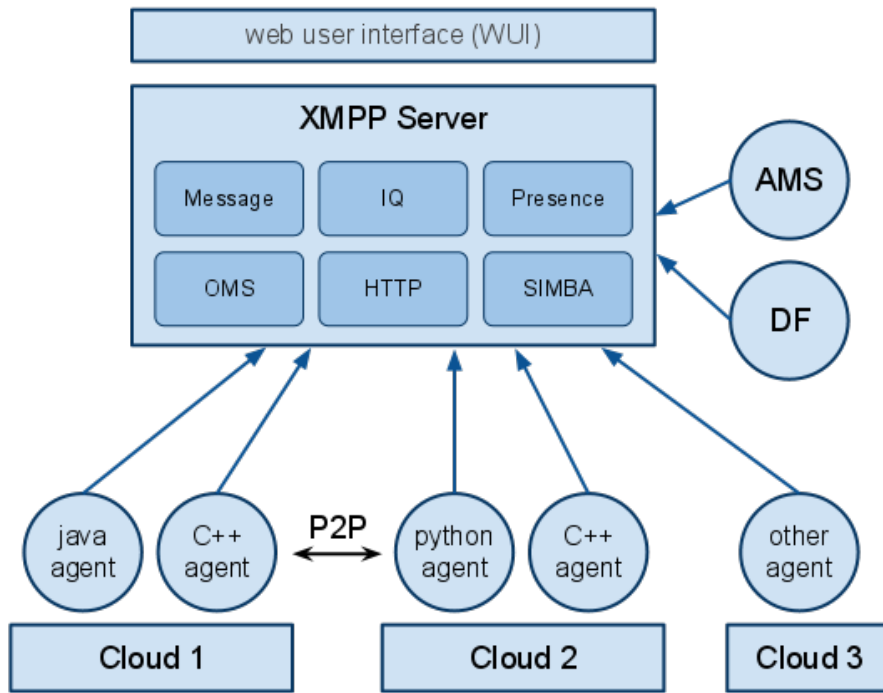 web user interface (WUI)
XMPP Server
Message
IQ
Presence
OMS
HTTP
SIMBA
AMS
DF
java
agent
C++
agent
P2P
python
agent
C++
agent
other
agent
Cloud 1
Cloud 2
Cloud 3